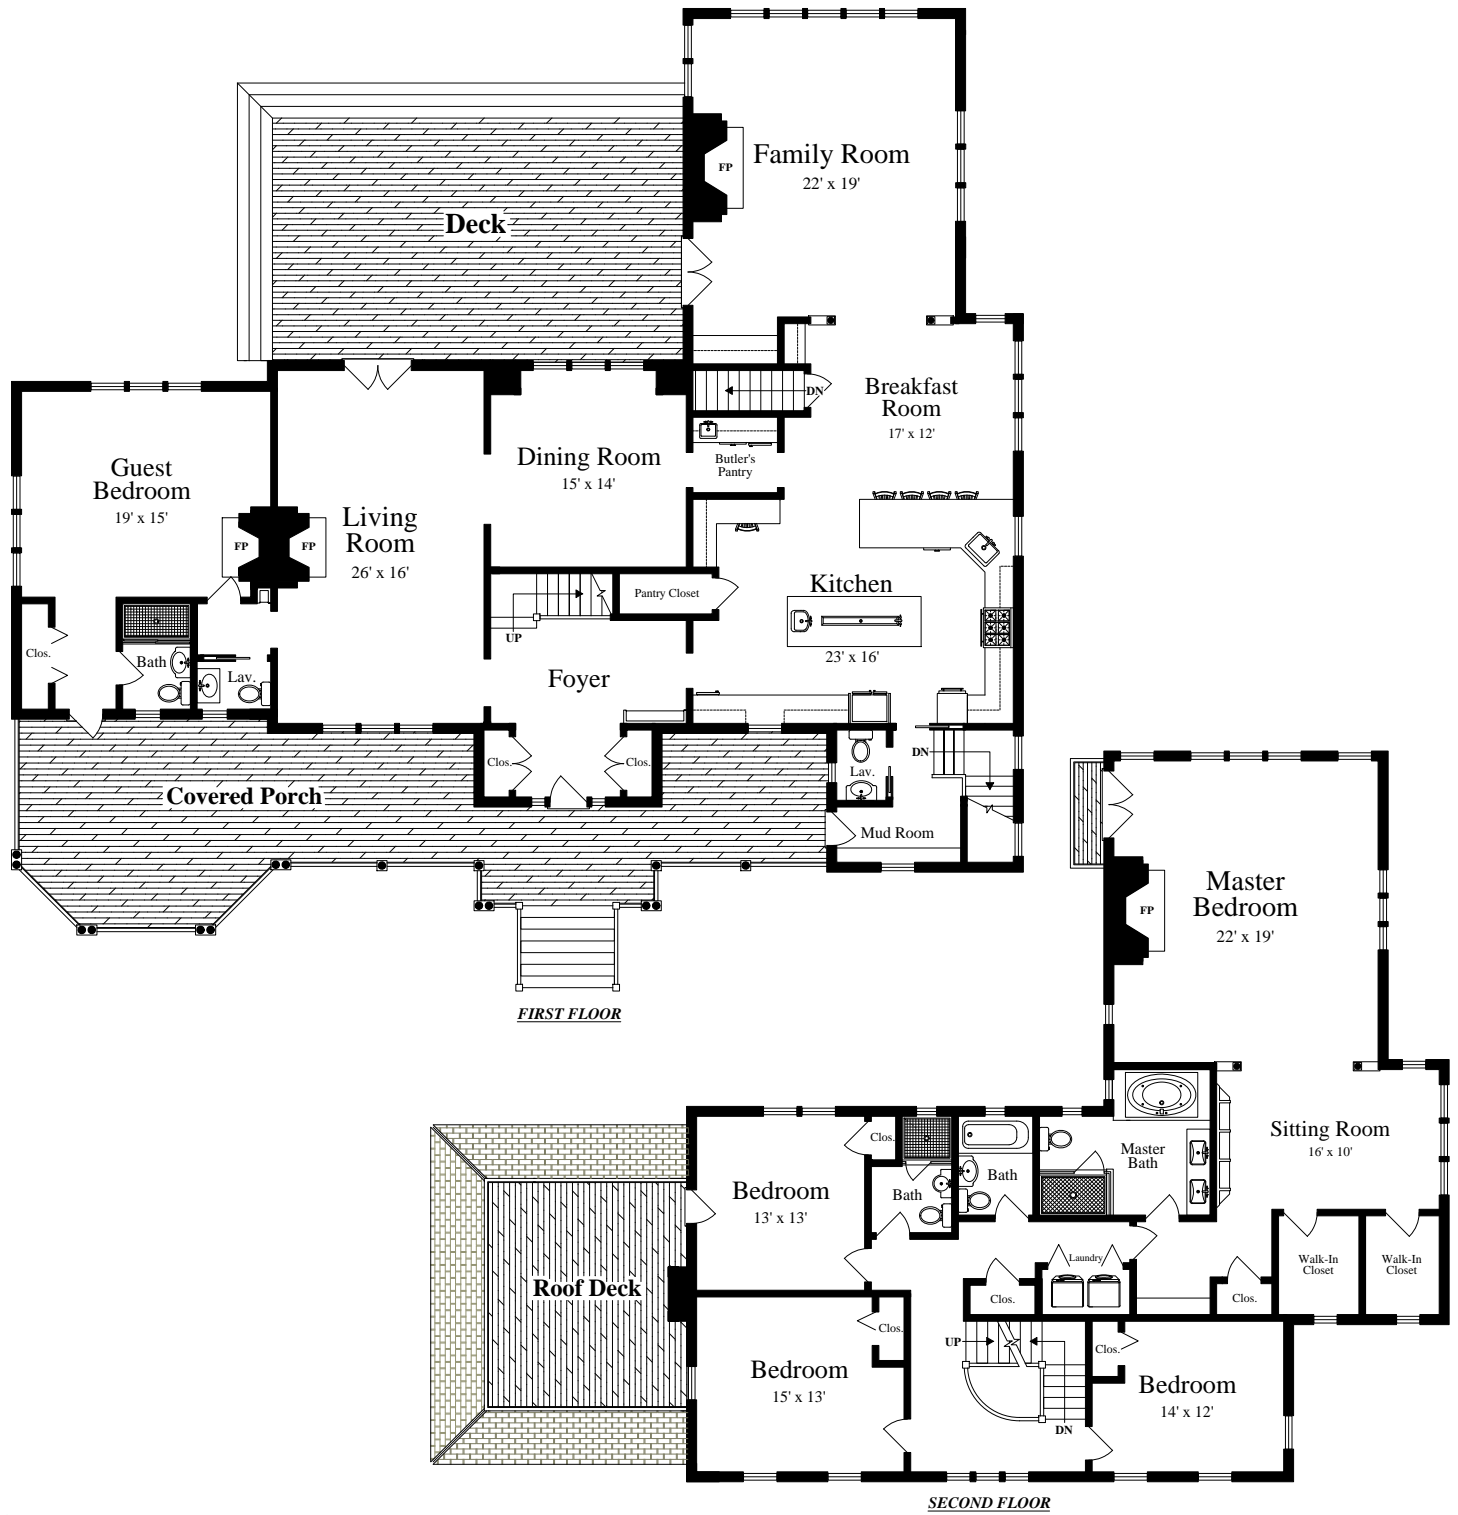 FP
Family Room
22' x 19'
Deck
DN
Breakfast
Room
17' x 12'
Butler's
Pantry
Dining Room
15' x 14'
Guest
Bedroom
19' x 15'
FP
FP
Living
Room
26' x 16'
Kitchen
23' x 16'
Pantry Closet
UP
Foyer
Clos.
Bath
Lav.
Clos.
Clos.
Lav.
DN
Mud Room
Covered Porch
FIRST FLOOR
Master
Bedroom
22' x 19'
FP
Sitting Room
16' x 10'
Master
Bath
Clos.
Bath
Bath
Bedroom
13' x 13'
Laundry
Walk-In
Closet
Walk-In
Closet
Clos.
Clos.
Roof Deck
Clos.
UP
DN
Clos.
Bedroom
15' x 13'
Bedroom
14' x 12'
SECOND FLOOR